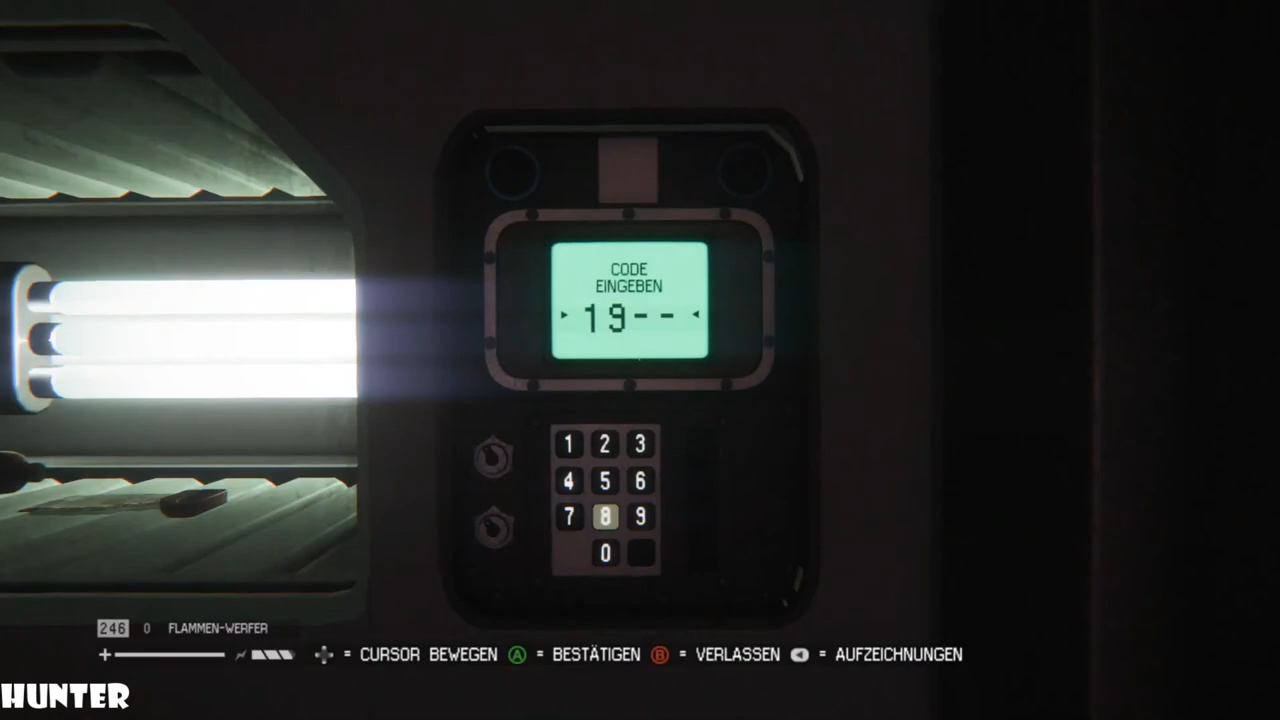 CODE
EINGEBEN
▸ 19-- ◂
1 2 3
4 5 6
7 8 9
0
246 0 FLAMMEN-WERFER
= CURSOR BEWEGEN A = BESTÄTIGEN B = VERLASSEN = AUFZEICHNUNGEN
HUNTER